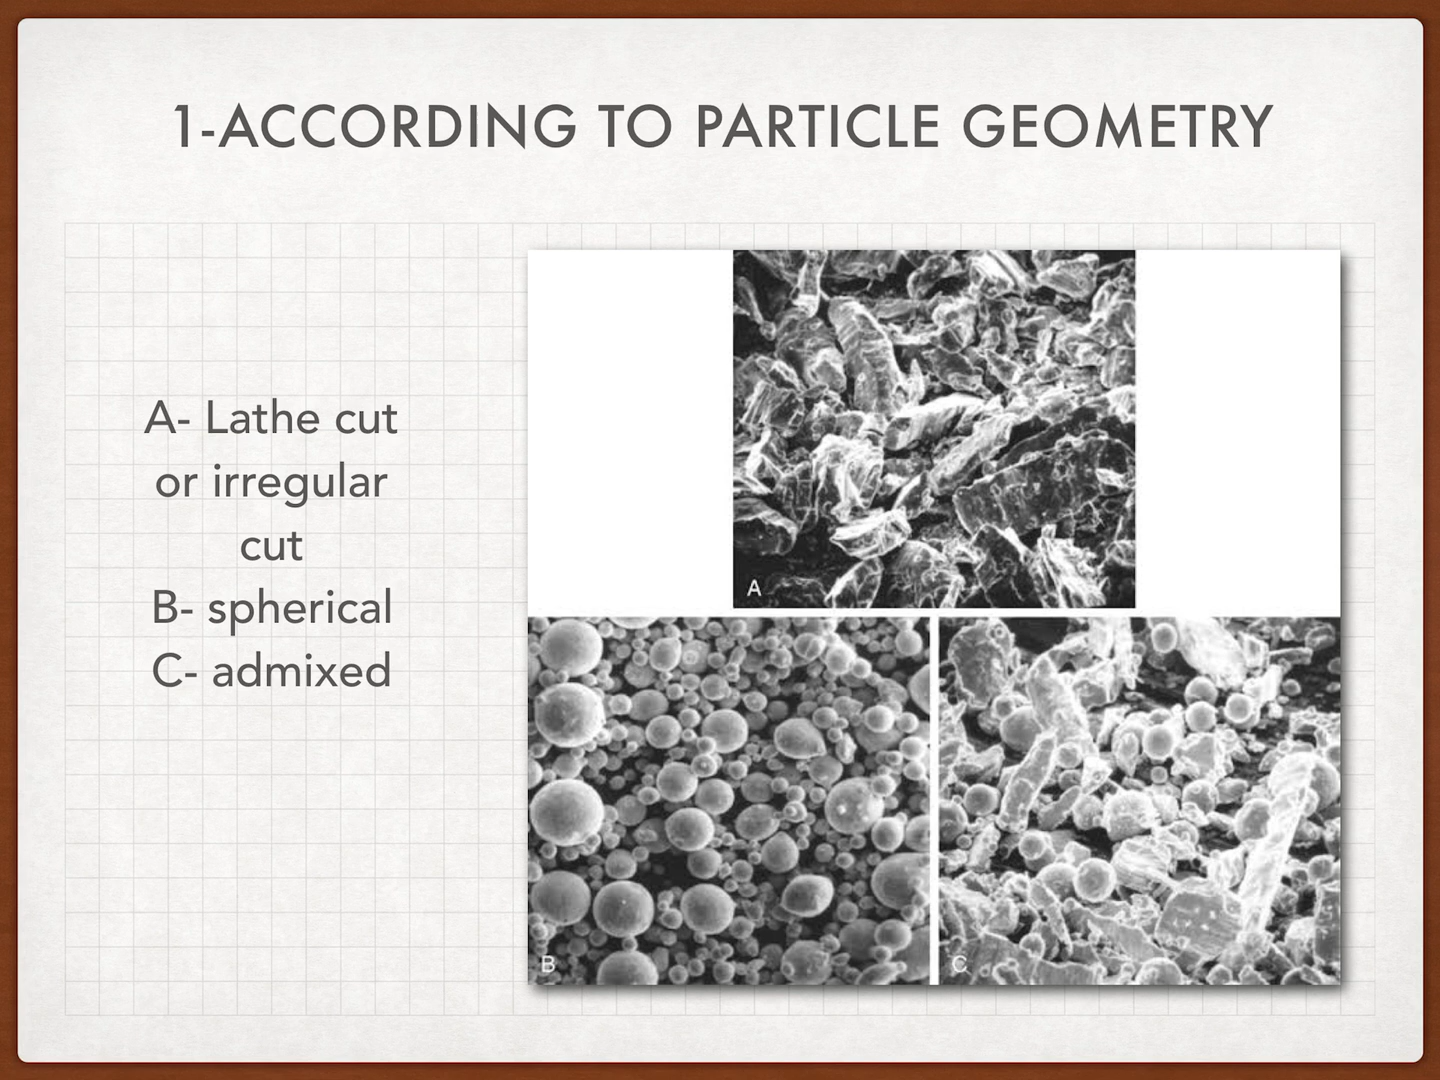 1-ACCORDING TO PARTICLE GEOMETRY
A- Lathe cut
or irregular
cut
B- spherical
C- admixed
A
B
C